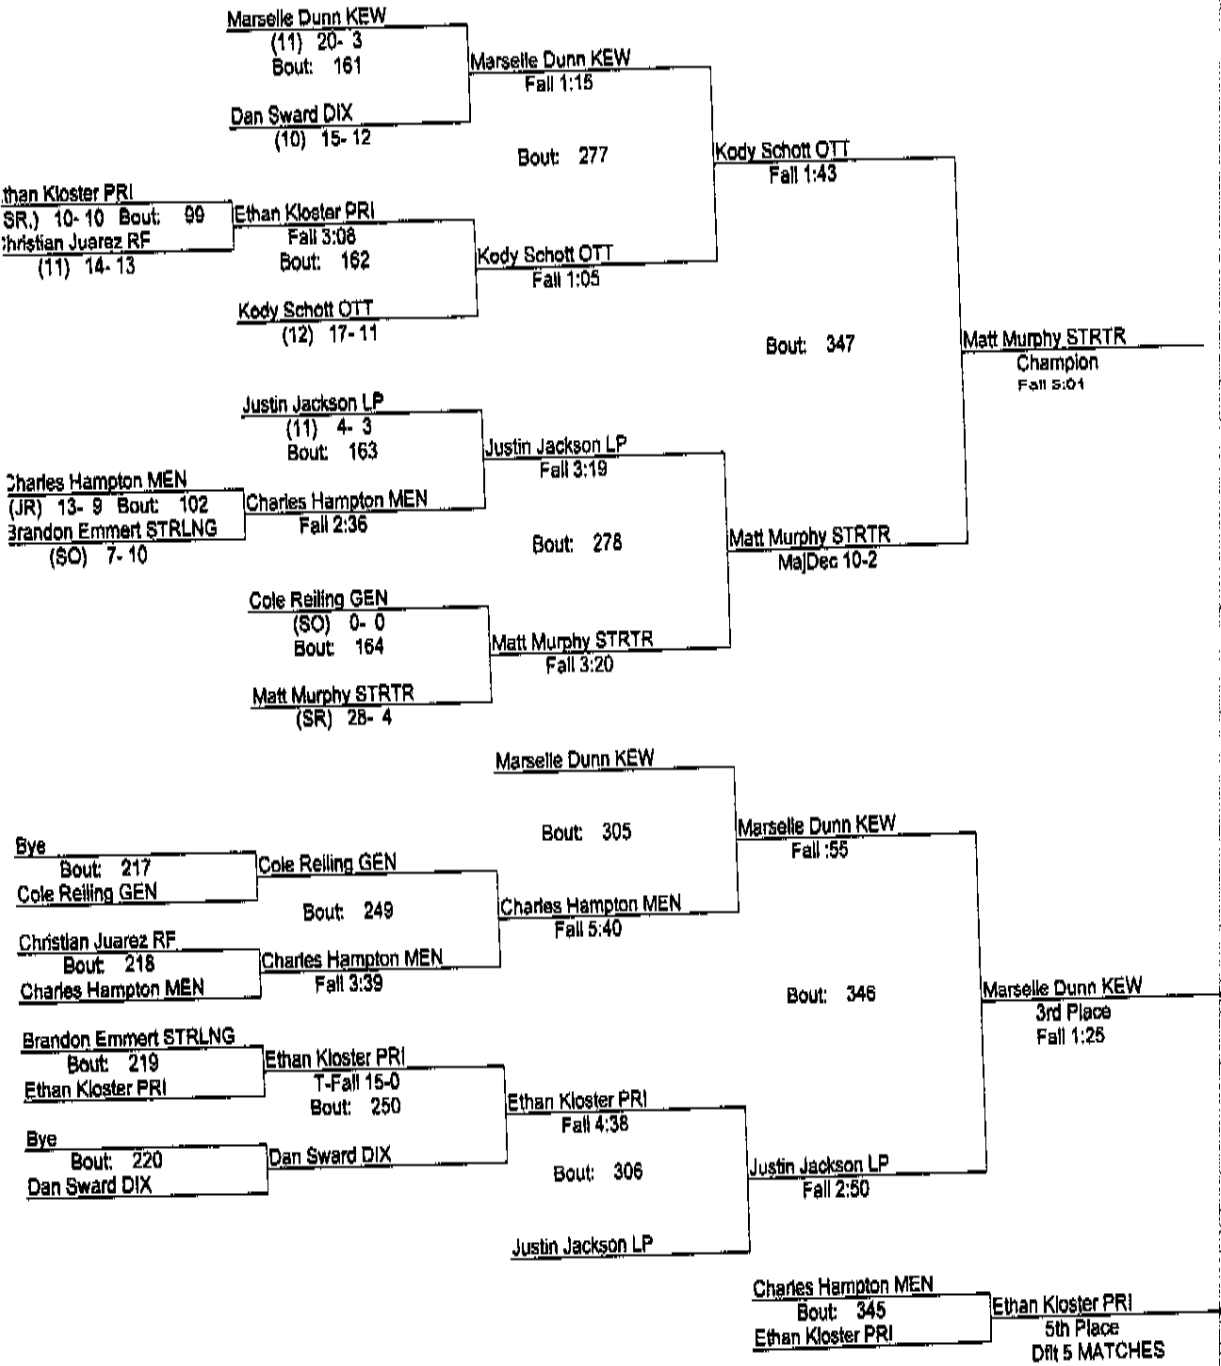 Marselle Dunn KEW
(11) 20- 3
Bout: 161
Marselle Dunn KEW
Fall 1:15
Dan Sward DIX
(10) 15- 12
Bout: 277
Kody Schott OTT
Fall 1:43
than Kloster PRI
SR.) 10- 10 Bout: 99
Ethan Kloster PRI
Fall 3:08
Christian Juarez RF
(11) 14- 13
Bout: 162
Kody Schott OTT
Fall 1:05
Kody Schott OTT
(12) 17- 11
Bout: 347
Matt Murphy STRTR
Champion
Fall 5:01
Justin Jackson LP
(11) 4- 3
Bout: 163
Justin Jackson LP
Fall 3:19
Charles Hampton MEN
(JR) 13- 9 Bout: 102
Charles Hampton MEN
Fall 2:36
Brandon Emmert STRLNG
(SO) 7- 10
Bout: 278
Matt Murphy STRTR
MajDec 10-2
Cole Reiling GEN
(SO) 0- 0
Bout: 164
Matt Murphy STRTR
Fall 3:20
Matt Murphy STRTR
(SR) 28- 4
Marselle Dunn KEW
Bout: 305
Marselle Dunn KEW
Fall :55
Bye
Bout: 217
Cole Reiling GEN
Cole Reiling GEN
Bout: 249
Charles Hampton MEN
Fall 5:40
Christian Juarez RF
Bout: 218
Charles Hampton MEN
Charles Hampton MEN
Fall 3:39
Bout: 346
Marselle Dunn KEW
3rd Place
Fall 1:25
Brandon Emmert STRLNG
Bout: 219
Ethan Kloster PRI
Ethan Kloster PRI
T-Fall 15-0
Bout: 250
Ethan Kloster PRI
Fall 4:38
Bye
Bout: 220
Dan Sward DIX
Dan Sward DIX
Bout: 306
Justin Jackson LP
Fall 2:50
Justin Jackson LP
Charles Hampton MEN
Bout: 345
Ethan Kloster PRI
Ethan Kloster PRI
5th Place
Dflt 5 MATCHES